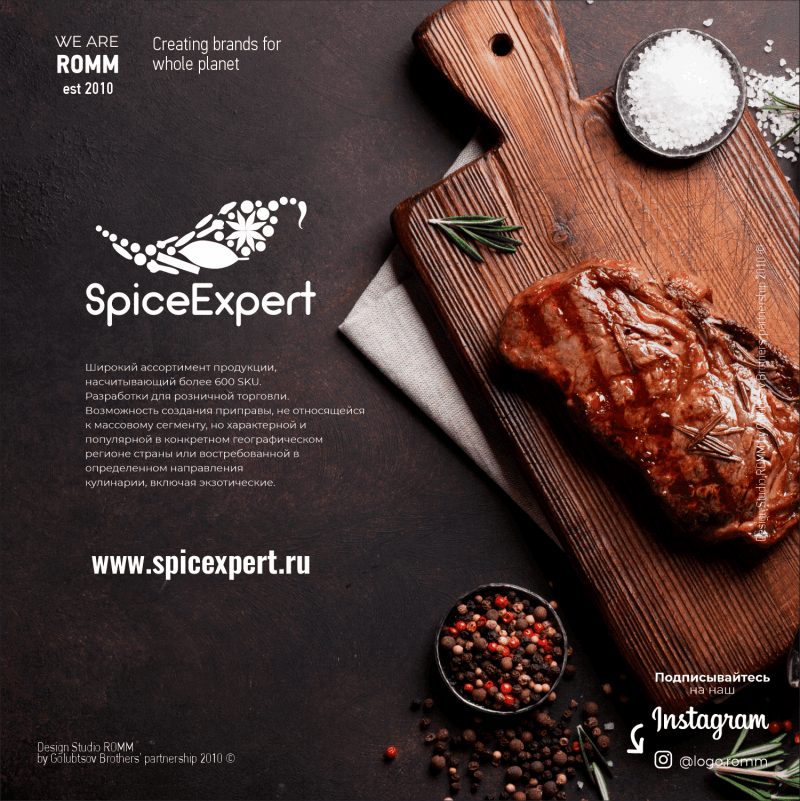 WE ARE
ROMM
est 2010
Creating brands for
whole planet
SpiceExpert
Широкий ассортимент продукции,
насчитывающий более 600 SKU.
Разработки для розничной торговли.
Возможность создания приправы, не относящейся
к массовому сегменту, но характерной и
популярной в конкретном географическом
регионе страны или востребованной в
определенном направления
кулинарии, включая экзотические.
www.spicexpert.ru
Design Studio ROMM by Golubtsov Brothers' partnership 2010 ©
Подписывайтесь
на наш
Instagram
@logo.romm
Design Studio ROMM
by Golubtsov Brothers' partnership 2010 ©